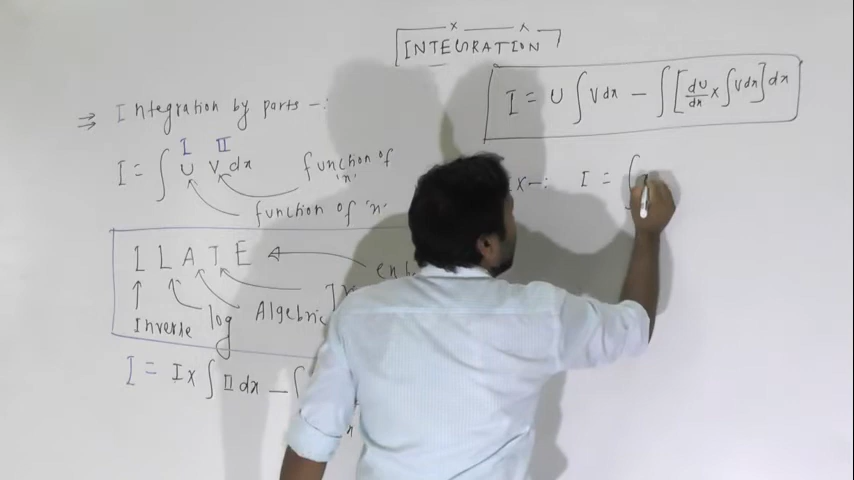 INTEGRATION
⇒ Integration by parts -:
I = ∫ U V dx
I II
function of 'x'
function of 'x'
I L A T E
Inverse log Algebric
I = I x ∫ II dx - ∫
I = U ∫ V dx - ∫ [ du/dx x ∫ V dx ] dx
x -: I = ∫